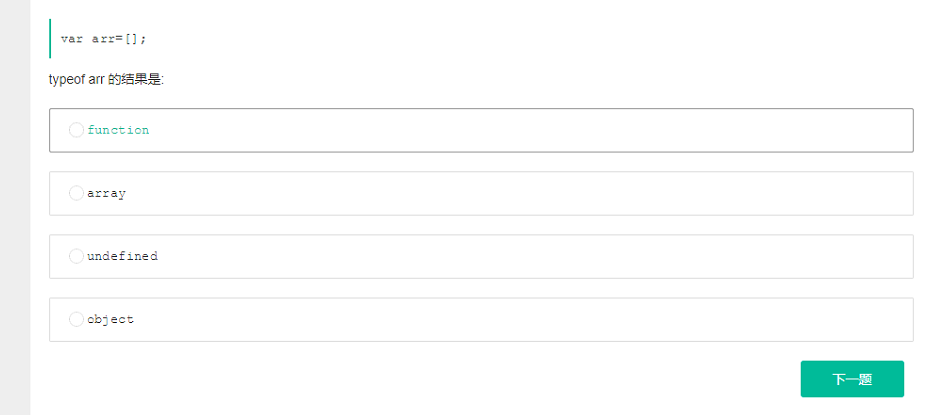 var arr=[];
typeof arr 的结果是:
function
array
undefined
object
下一题